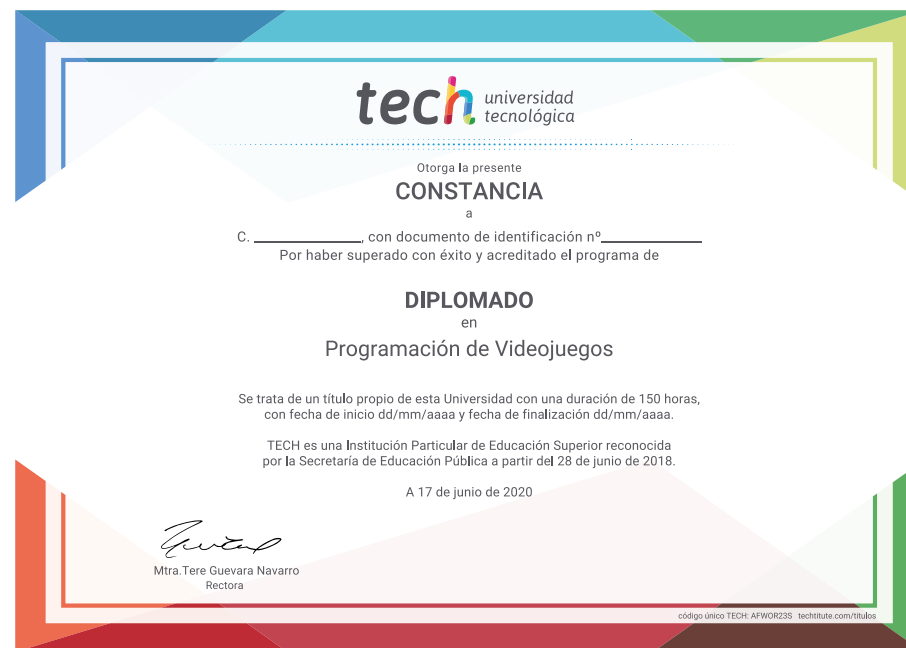 tech universidad
tecnológica
Otorga la presente
CONSTANCIA
a
C. ____________, con documento de identificación nº____________
Por haber superado con éxito y acreditado el programa de
DIPLOMADO
en
Programación de Videojuegos
Se trata de un título propio de esta Universidad con una duración de 150 horas,
con fecha de inicio dd/mm/aaaa y fecha de finalización dd/mm/aaaa.
TECH es una Institución Particular de Educación Superior reconocida
por la Secretaría de Educación Pública a partir del 28 de junio de 2018.
A 17 de junio de 2020
Mtra.Tere Guevara Navarro
Rectora
código único TECH: AFWOR23S techtitute.com/titulos